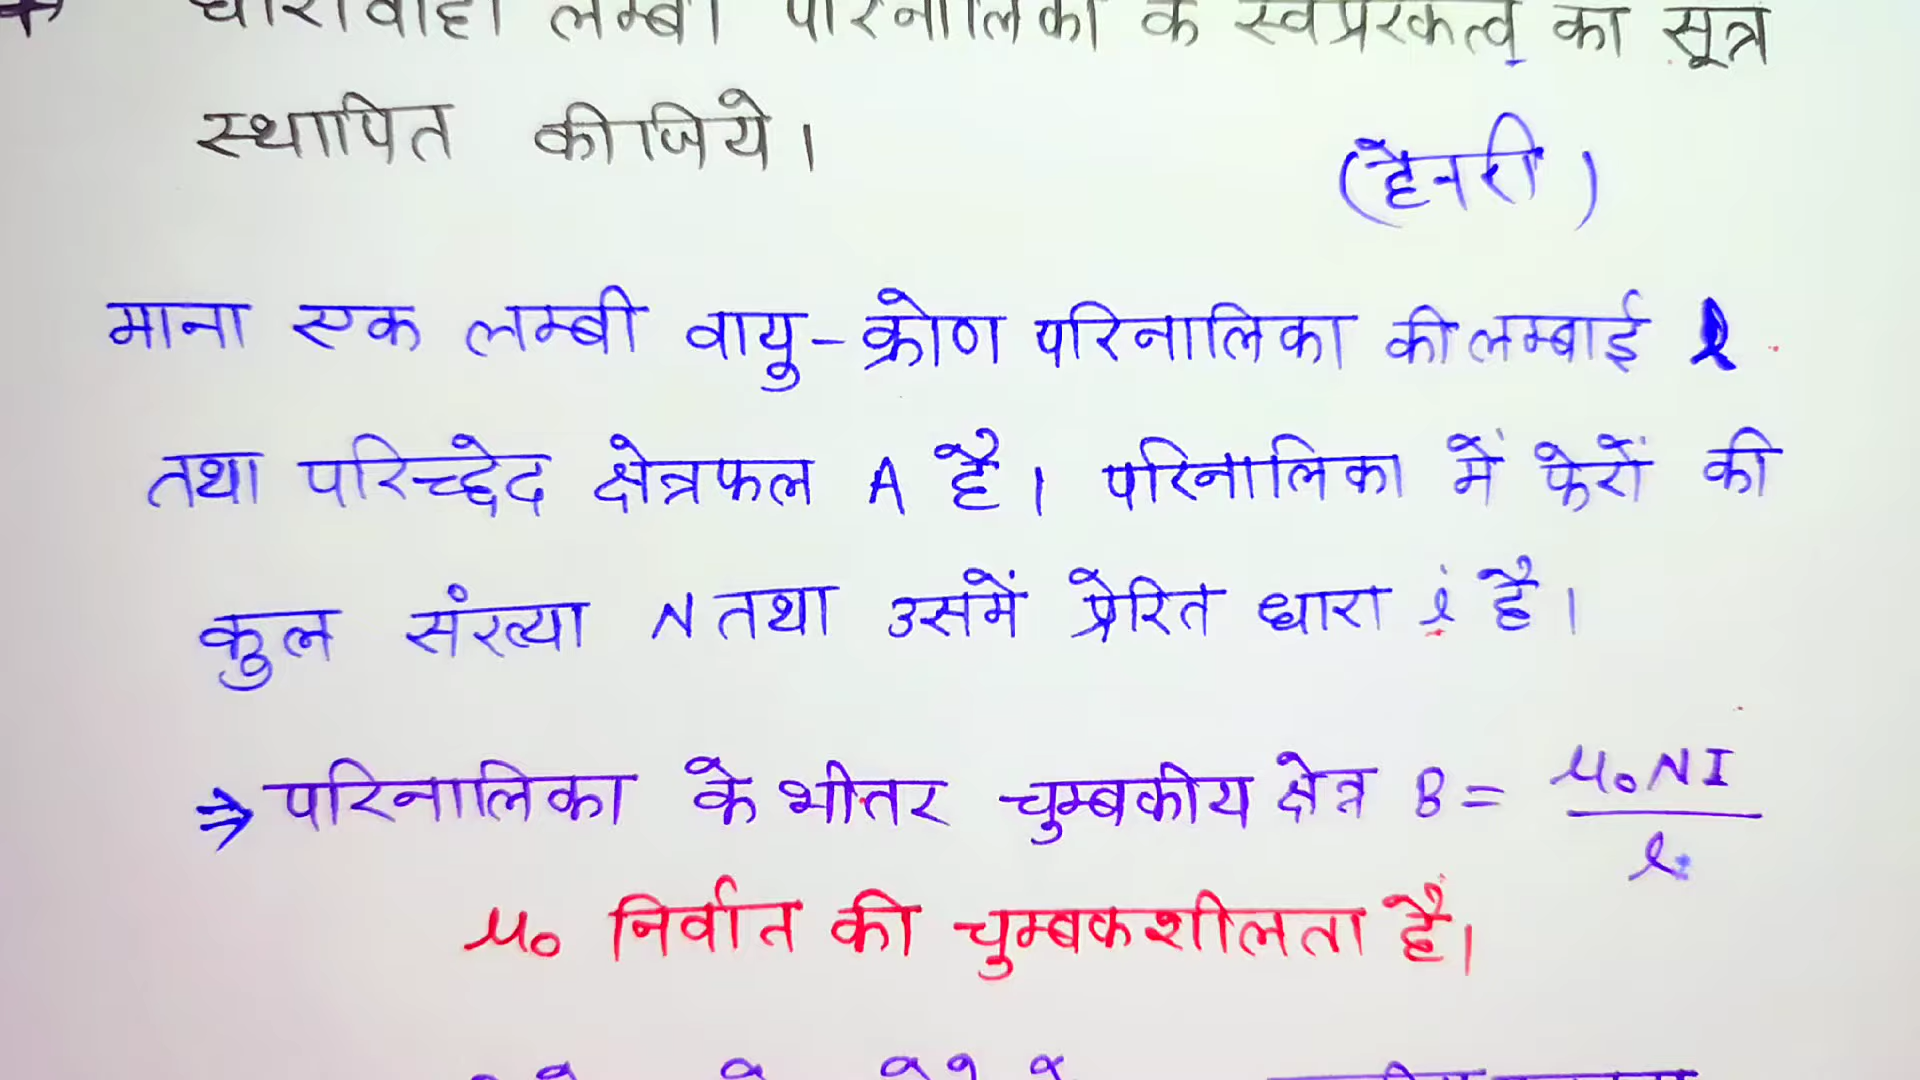 धारावाही लम्बी परिनालिका के स्वप्रेरकत्व का सूत्र
स्थापित कीजिये।
(हेनरी)
माना एक लम्बी वायु-क्रोण परिनालिका की लम्बाई l
तथा परिच्छेद क्षेत्रफल A है। परिनालिका में फेरों की
कुल संख्या N तथा उसमें प्रेरित धारा i है।
⇒ परिनालिका के भीतर चुम्बकीय क्षेत्र B = μ₀NI/l
μ₀ निर्वात की चुम्बकशीलता है।